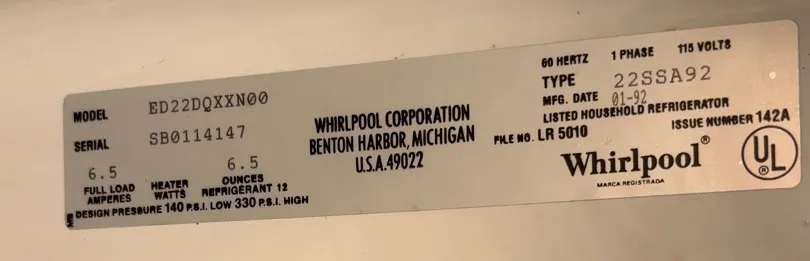 MODEL ED22DQXXN00
SERIAL SB0114147
6.5 6.5
FULL LOAD AMPERES HEATER WATTS OUNCES REFRIGERANT 12
DESIGN PRESSURE 140 P.S.I. LOW 330 P.S.I. HIGH
WHIRLPOOL CORPORATION
BENTON HARBOR, MICHIGAN
U.S.A. 49022
60 HERTZ 1 PHASE 115 VOLTS
TYPE 22SSA92
MFG. DATE 01-92
LISTED HOUSEHOLD REFRIGERATOR
FILE NO. LR 5010 ISSUE NUMBER 142A
Whirlpool®
MARCA REGISTRADA
UL®